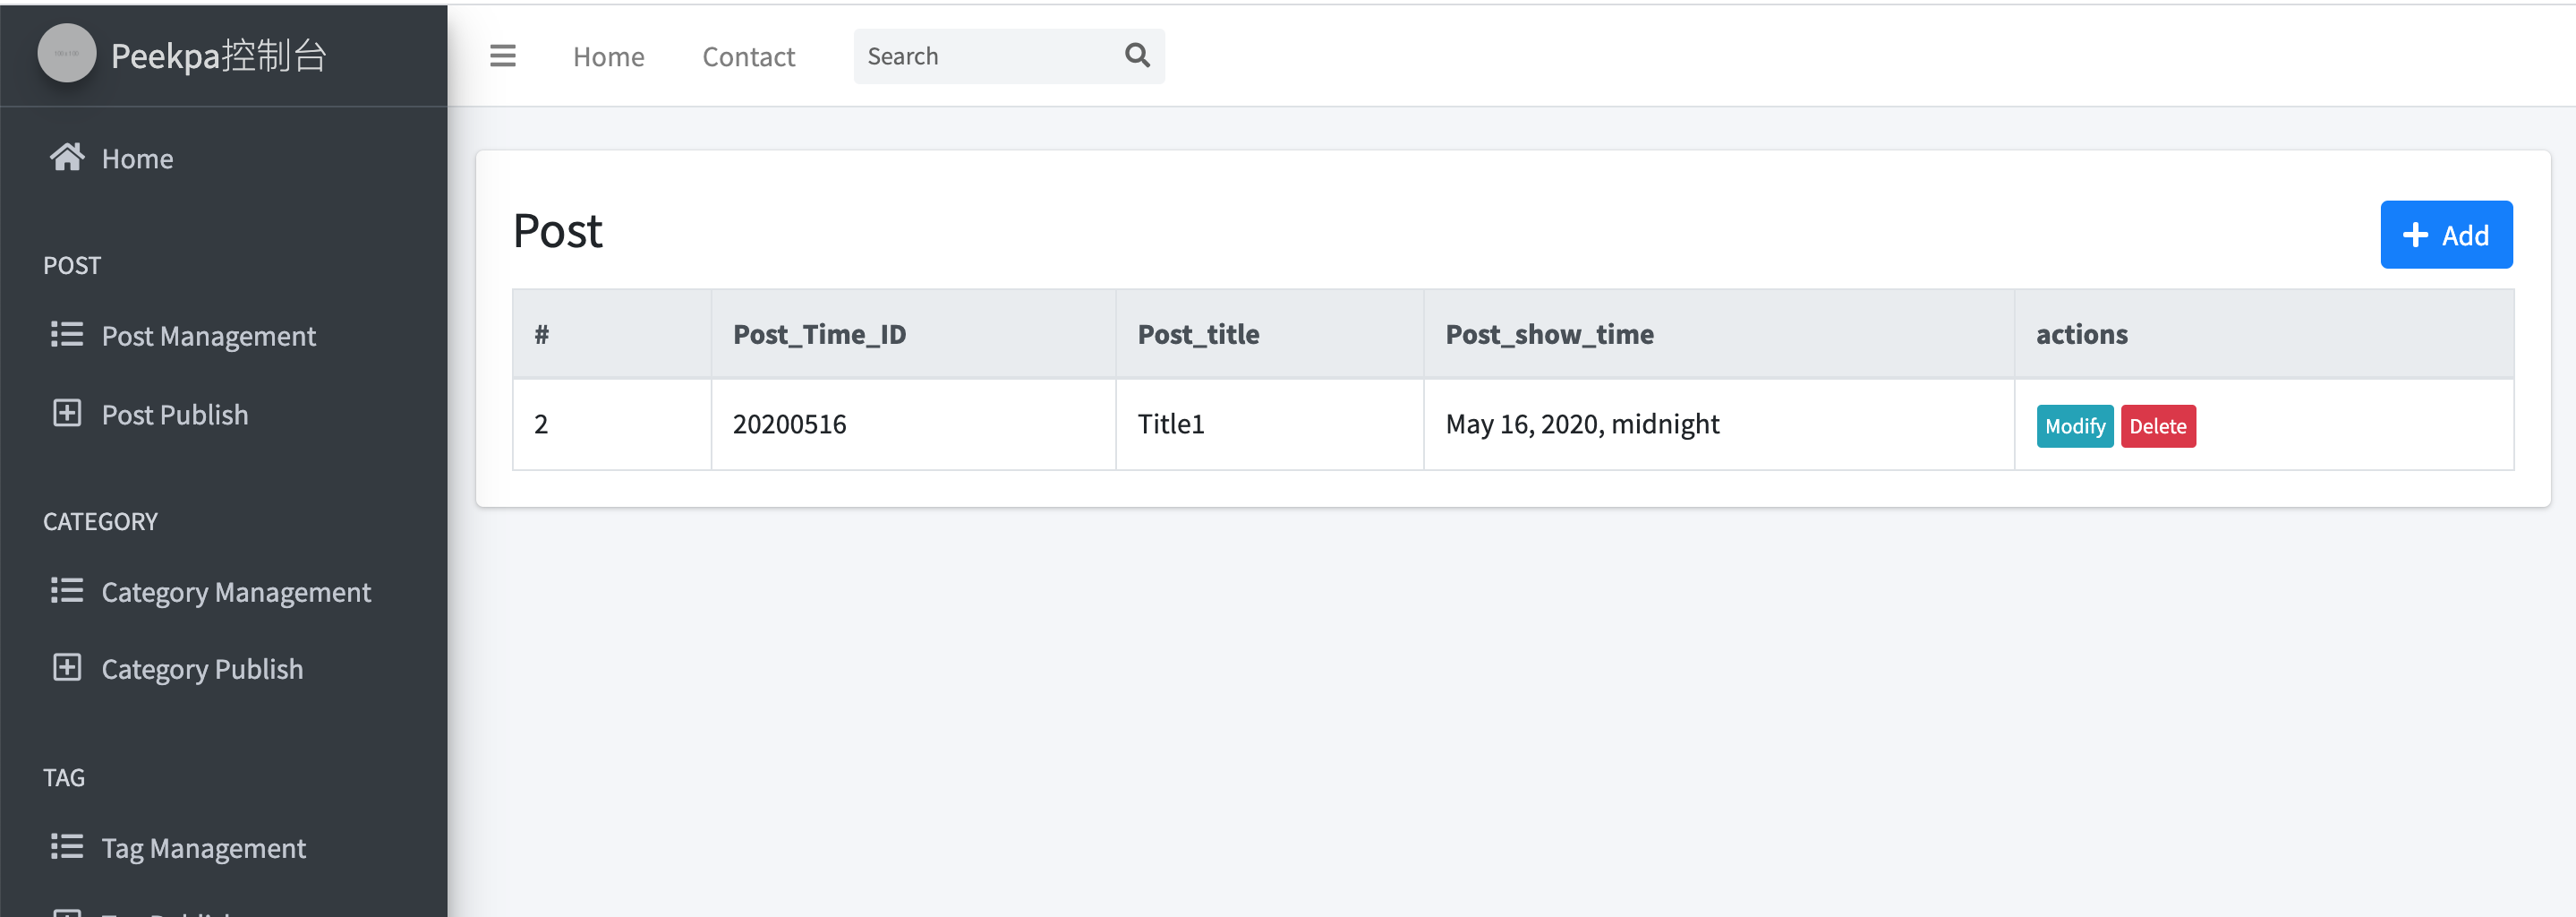 Peekpa控制台
Home
POST
Post Management
Post Publish
CATEGORY
Category Management
Category Publish
TAG
Tag Management
Home Contact Search
Post
Add
# Post_Time_ID Post_title Post_show_time actions
2 20200516 Title1 May 16, 2020, midnight Modify Delete